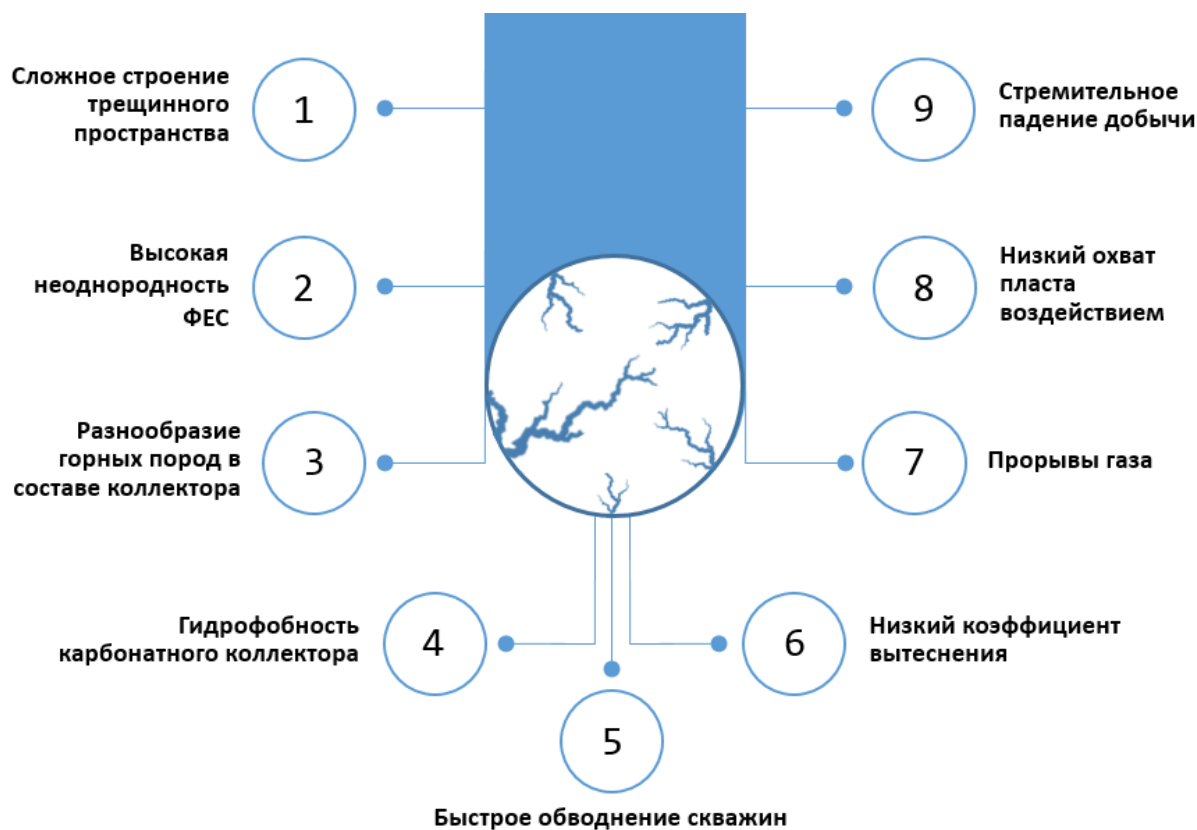 1
Сложное строение
трещинного
пространства
2
Высокая
неоднородность
ФЕС
3
Разнообразие
горных пород в
составе коллектора
4
Гидрофобность
карбонатного коллектора
5
Быстрое обводнение скважин
6
Низкий коэффициент
вытеснения
7
Прорывы газа
8
Низкий охват
пласта
воздействием
9
Стремительное
падение добычи